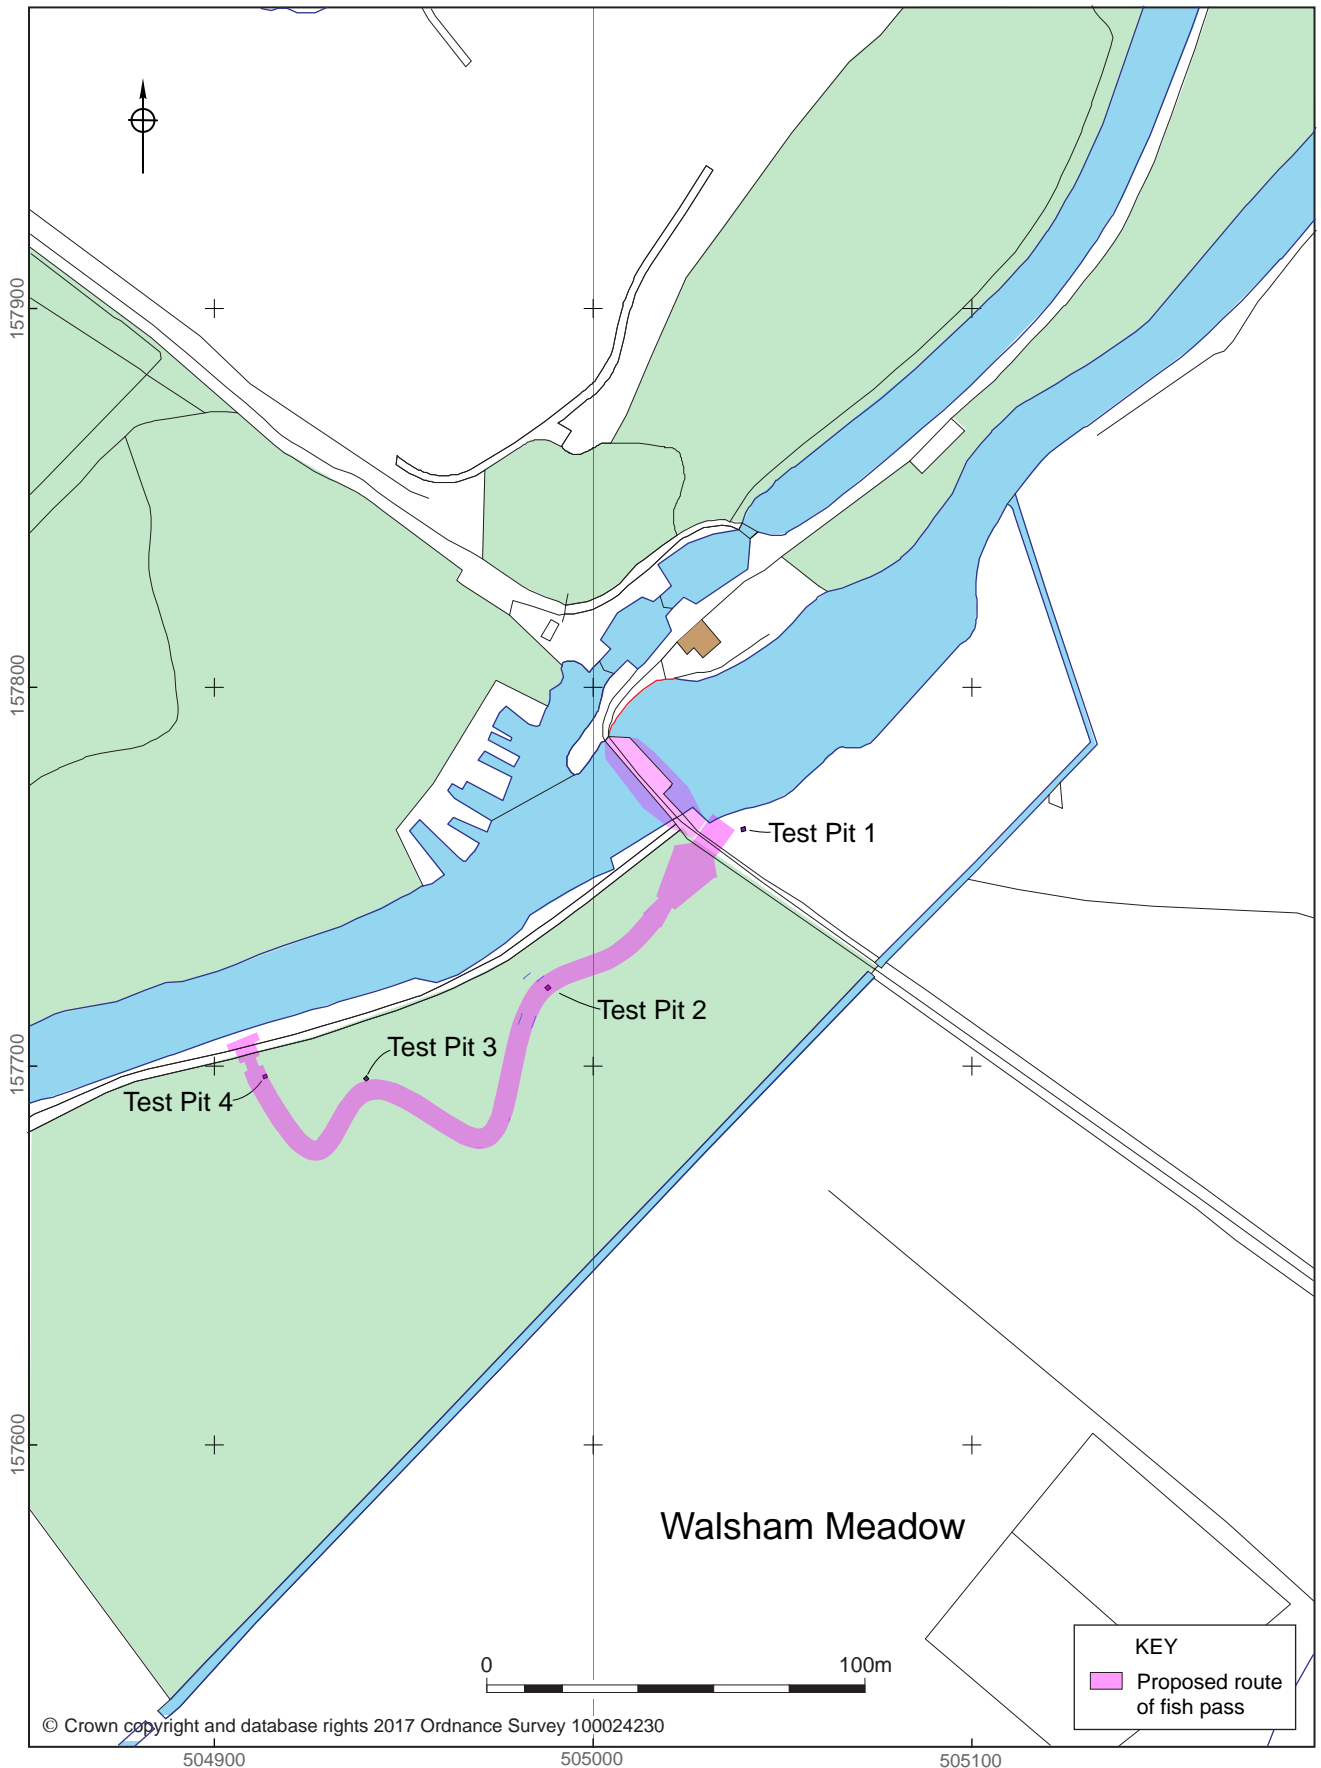 157900
157800
Test Pit 1
Test Pit 2
Test Pit 3
157700
Test Pit 4
157600
Walsham Meadow
KEY
0
100m
Proposed route
of fish pass
© Crown copyright and database rights 2017 Ordnance Survey 100024230
504900
505000
505100